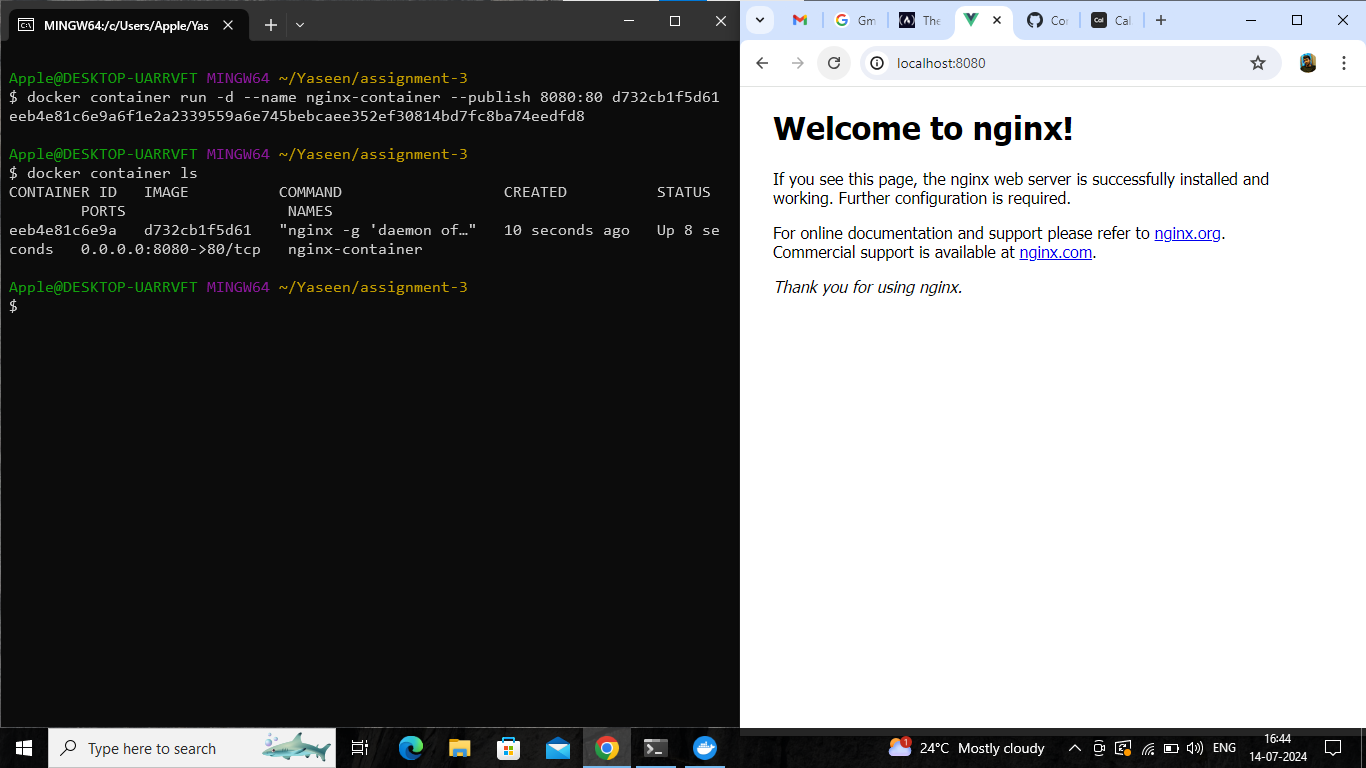 MINGW64:/c/Users/Apple/Yas
Apple@DESKTOP-UARRVFT MINGW64 ~/Yaseen/assignment-3
$ docker container run -d --name nginx-container --publish 8080:80 d732cb1f5d61
eeb4e81c6e9a6f1e2a2339559a6e745bebcaee352ef30814bd7fc8ba74eedfd8
Apple@DESKTOP-UARRVFT MINGW64 ~/Yaseen/assignment-3
$ docker container ls
CONTAINER ID   IMAGE          COMMAND                  CREATED          STATUS
        PORTS                  NAMES
eeb4e81c6e9a   d732cb1f5d61   "nginx -g 'daemon of…"   10 seconds ago   Up 8 se
conds   0.0.0.0:8080->80/tcp   nginx-container
Apple@DESKTOP-UARRVFT MINGW64 ~/Yaseen/assignment-3
$
Gm The Co Cal
localhost:8080
Welcome to nginx!
If you see this page, the nginx web server is successfully installed and
working. Further configuration is required.
For online documentation and support please refer to nginx.org.
Commercial support is available at nginx.com.
Thank you for using nginx.
Type here to search
1
24°C Mostly cloudy
ENG
16:44
14-07-2024